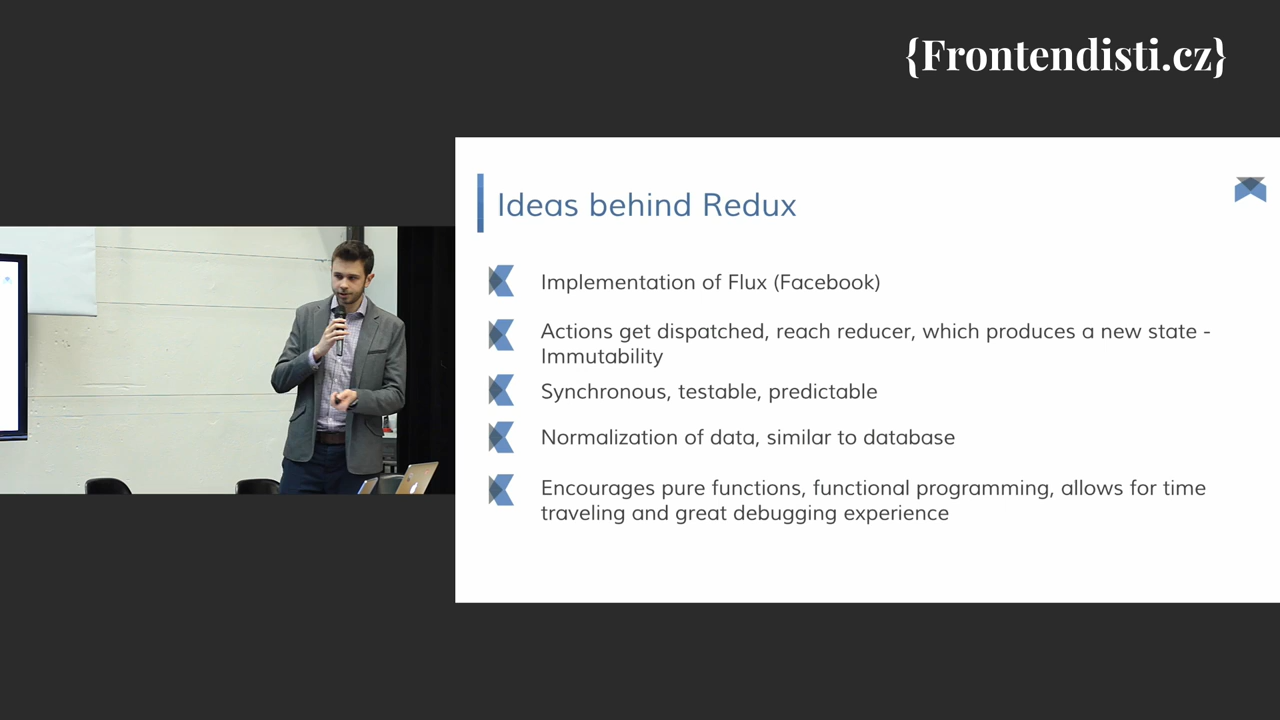 {Frontendisti.cz}
Ideas behind Redux
Implementation of Flux (Facebook)
Actions get dispatched, reach reducer, which produces a new state -
Immutability
Synchronous, testable, predictable
Normalization of data, similar to database
Encourages pure functions, functional programming, allows for time
traveling and great debugging experience